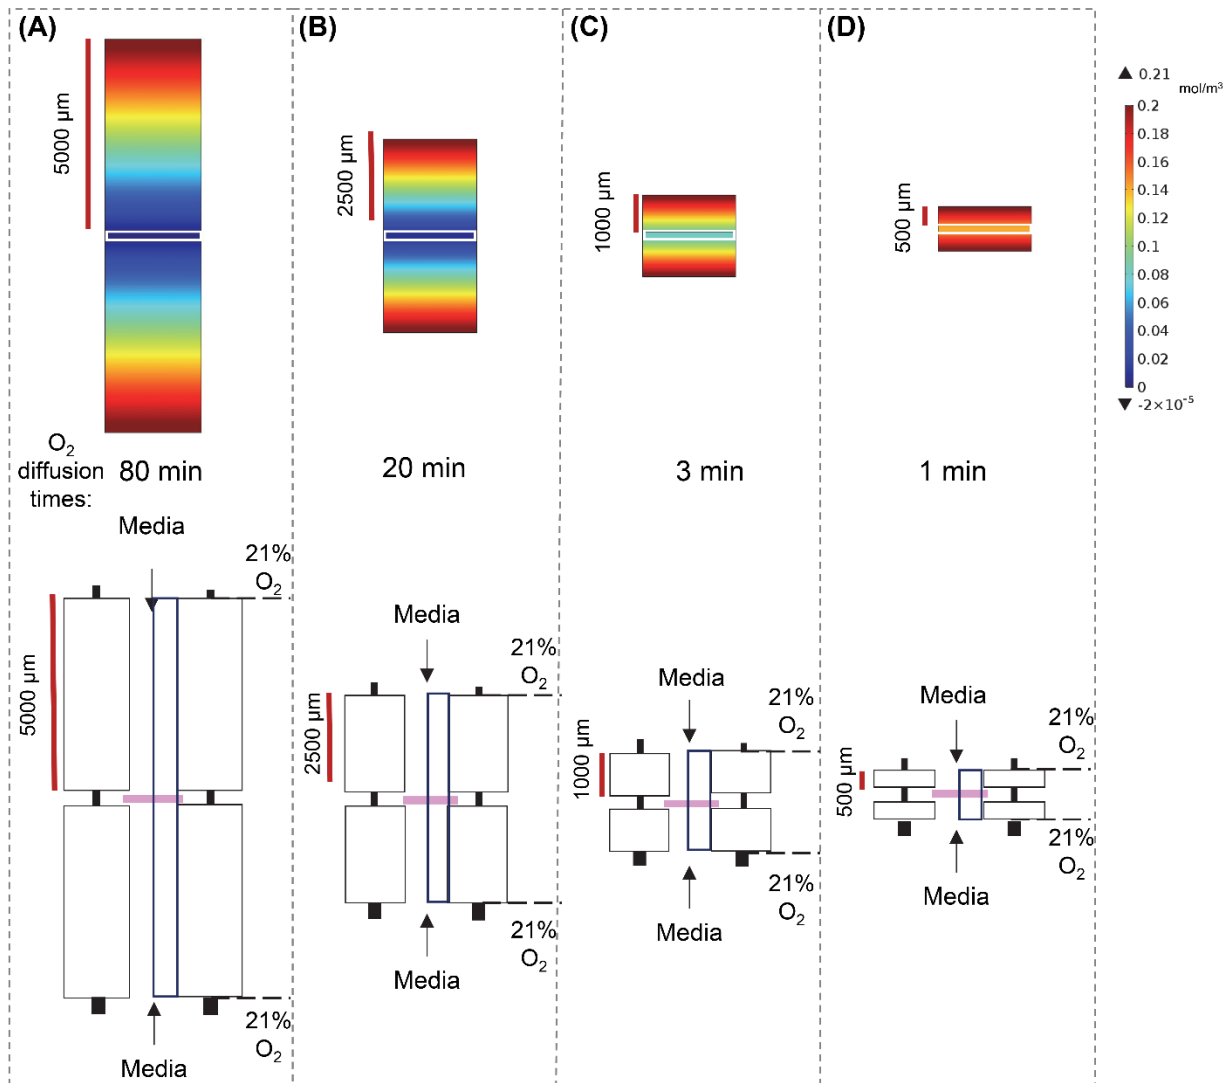 (A)
(B)
(C)
(D)
5000 µm
2500 µm
1000 µm
500 µm
0.21
mol/m³
0.2
0.18
0.16
0.14
0.12
0.1
0.08
0.06
0.04
0.02
0
-2×10⁻⁵
O₂
diffusion
times:
80 min
20 min
3 min
1 min
Media
21%
O₂
5000 µm
21%
O₂
Media
Media
21%
O₂
2500 µm
21%
O₂
Media
Media
21%
O₂
1000 µm
21%
O₂
Media
Media
21%
O₂
500 µm
21%
O₂
Media